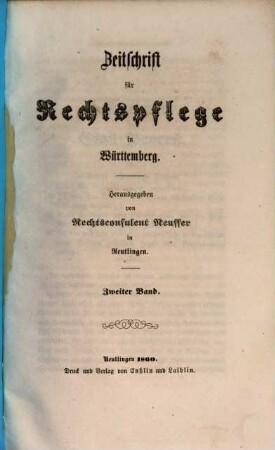 Zeitschrift
für
Rechtspflege
in
Württemberg.
Herausgegeben
von
Rechtsconsulent Neuffer
in
Reutlingen.
Zweiter Band.
Reutlingen 1860.
Druck und Verlag von Enßlin und Laiblin.